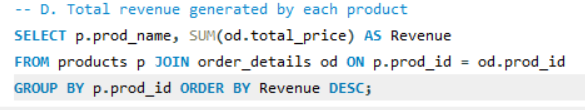 -- D. Total revenue generated by each product
SELECT p.prod_name, SUM(od.total_price) AS Revenue
FROM products p JOIN order_details od ON p.prod_id = od.prod_id
GROUP BY p.prod_id ORDER BY Revenue DESC;